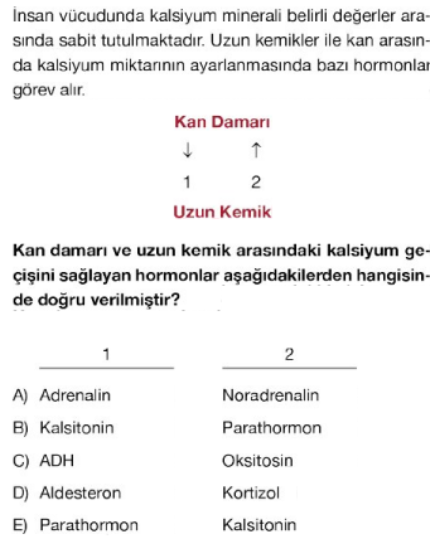 İnsan vücudunda kalsiyum minerali belirli değerler ara-
sında sabit tutulmaktadır. Uzun kemikler ile kan arasın-
da kalsiyum miktarının ayarlanmasında bazı hormonlar
görev alır.
Kan Damarı
↓ ↑
1 2
Uzun Kemik
Kan damarı ve uzun kemik arasındaki kalsiyum ge-
çişini sağlayan hormonlar aşağıdakilerden hangisin-
de doğru verilmiştir?
1 2
A) Adrenalin Noradrenalin
B) Kalsitonin Parathormon
C) ADH Oksitosin
D) Aldesteron Kortizol
E) Parathormon Kalsitonin